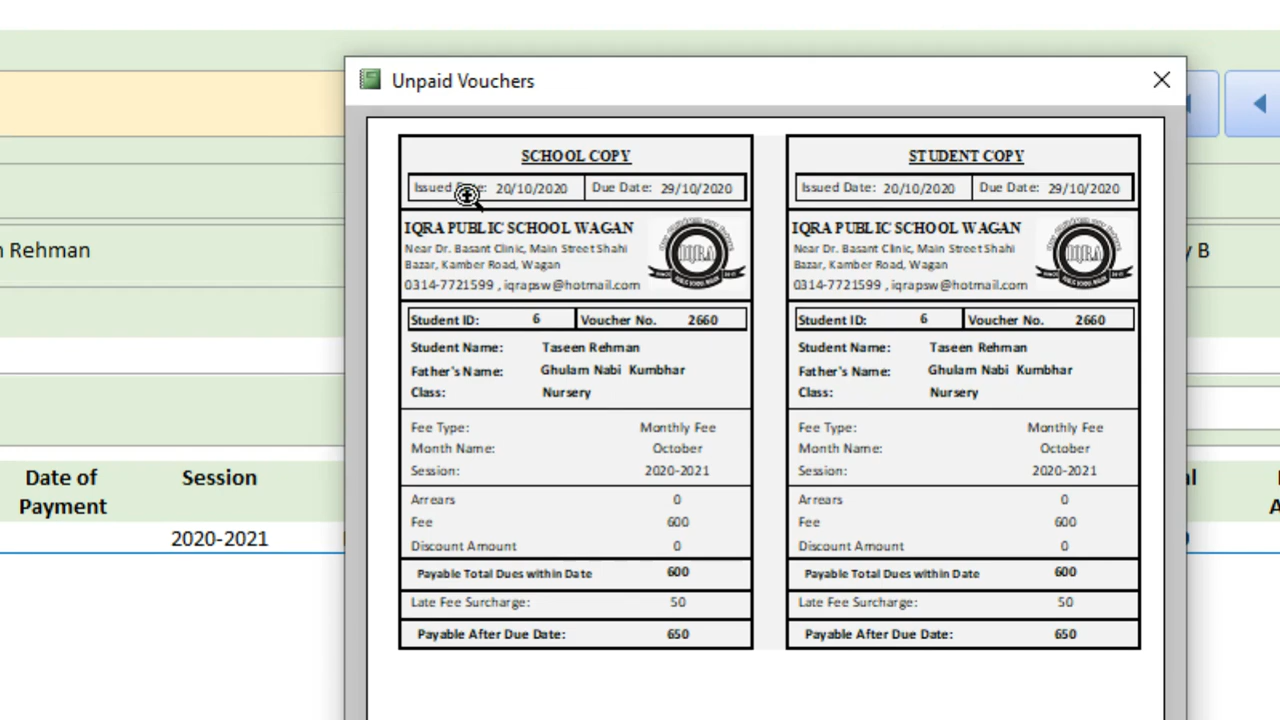 Unpaid Vouchers
SCHOOL COPY
Issued Date: 20/10/2020 Due Date: 29/10/2020
IQRA PUBLIC SCHOOL WAGAN
Near Dr. Basant Clinic, Main Street Shahi
Bazar, Kamber Road, Wagan
0314-7721599 , iqrapsw@hotmail.com
IQRA
Student ID: 6 Voucher No. 2660
Student Name: Taseen Rehman
Father's Name: Ghulam Nabi Kumbhar
Class: Nursery
Fee Type: Monthly Fee
Month Name: October
Session: 2020-2021
Arrears 0
Fee 600
Discount Amount 0
Payable Total Dues within Date 600
Late Fee Surcharge: 50
Payable After Due Date: 650
STUDENT COPY
Issued Date: 20/10/2020 Due Date: 29/10/2020
IQRA PUBLIC SCHOOL WAGAN
Near Dr. Basant Clinic, Main Street Shahi
Bazar, Kamber Road, Wagan
0314-7721599 , iqrapsw@hotmail.com
IQRA
Student ID: 6 Voucher No. 2660
Student Name: Taseen Rehman
Father's Name: Ghulam Nabi Kumbhar
Class: Nursery
Fee Type: Monthly Fee
Month Name: October
Session: 2020-2021
Arrears 0
Fee 600
Discount Amount 0
Payable Total Dues within Date 600
Late Fee Surcharge: 50
Payable After Due Date: 650
Rehman
B
Date of
Payment
Session
2020-2021